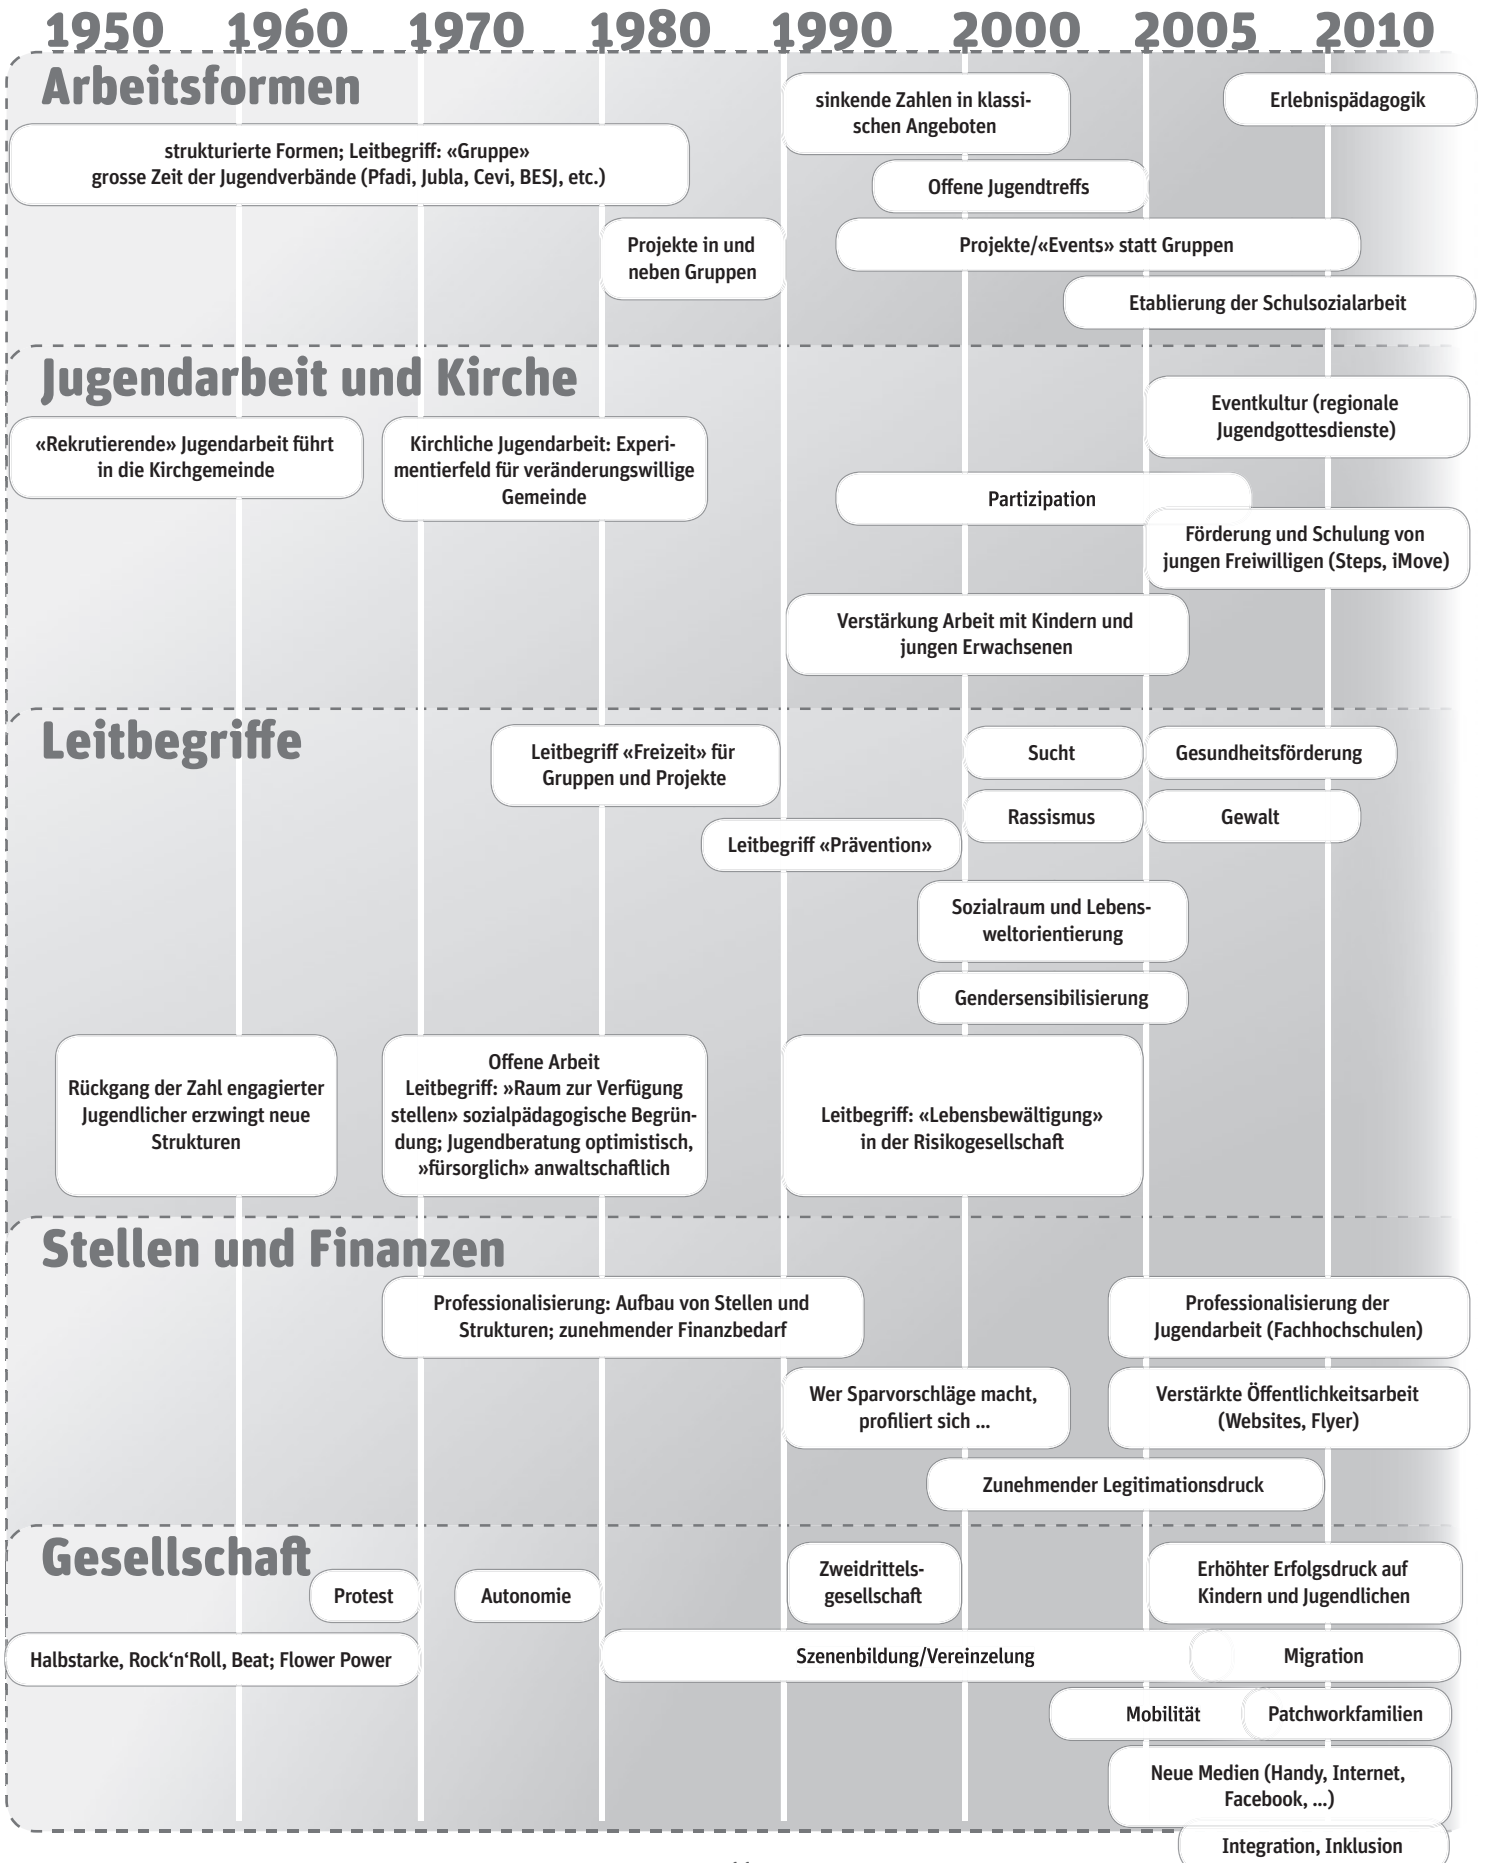 1950 1960 1970 1980 1990 2000 2005 2010
Arbeitsformen
sinkende Zahlen in klassi-
schen Angeboten
Erlebnispädagogik
strukturierte Formen; Leitbegriff: «Gruppe»
grosse Zeit der Jugendverbände (Pfadi, Jubla, Cevi, BESJ, etc.)
Offene Jugendtreffs
Projekte in und
neben Gruppen
Projekte/«Events» statt Gruppen
Etablierung der Schulsozialarbeit
Jugendarbeit und Kirche
Eventkultur (regionale
Jugendgottesdienste)
«Rekrutierende» Jugendarbeit führt
in die Kirchgemeinde
Kirchliche Jugendarbeit: Experi-
mentierfeld für veränderungswillige
Gemeinde
Partizipation
Förderung und Schulung von
jungen Freiwilligen (Steps, iMove)
Verstärkung Arbeit mit Kindern und
jungen Erwachsenen
Leitbegriffe
Leitbegriff «Freizeit» für
Gruppen und Projekte
Sucht
Gesundheitsförderung
Rassismus
Gewalt
Leitbegriff «Prävention»
Sozialraum und Lebens-
weltorientierung
Gendersensibilisierung
Rückgang der Zahl engagierter
Jugendlicher erzwingt neue
Strukturen
Offene Arbeit
Leitbegriff: »Raum zur Verfügung
stellen» sozialpädagogische Begrün-
dung; Jugendberatung optimistisch,
»fürsorglich» anwaltschaftlich
Leitbegriff: «Lebensbewältigung»
in der Risikogesellschaft
Stellen und Finanzen
Professionalisierung: Aufbau von Stellen und
Strukturen; zunehmender Finanzbedarf
Professionalisierung der
Jugendarbeit (Fachhochschulen)
Wer Sparvorschläge macht,
profiliert sich ...
Verstärkte Öffentlichkeitsarbeit
(Websites, Flyer)
Zunehmender Legitimationsdruck
Gesellschaft
Protest
Autonomie
Zweidrittels-
gesellschaft
Erhöhter Erfolgsdruck auf
Kindern und Jugendlichen
Halbstarke, Rock‘n‘Roll, Beat; Flower Power
Szenenbildung/Vereinzelung
Migration
Mobilität
Patchworkfamilien
Neue Medien (Handy, Internet,
Facebook, ...)
Integration, Inklusion